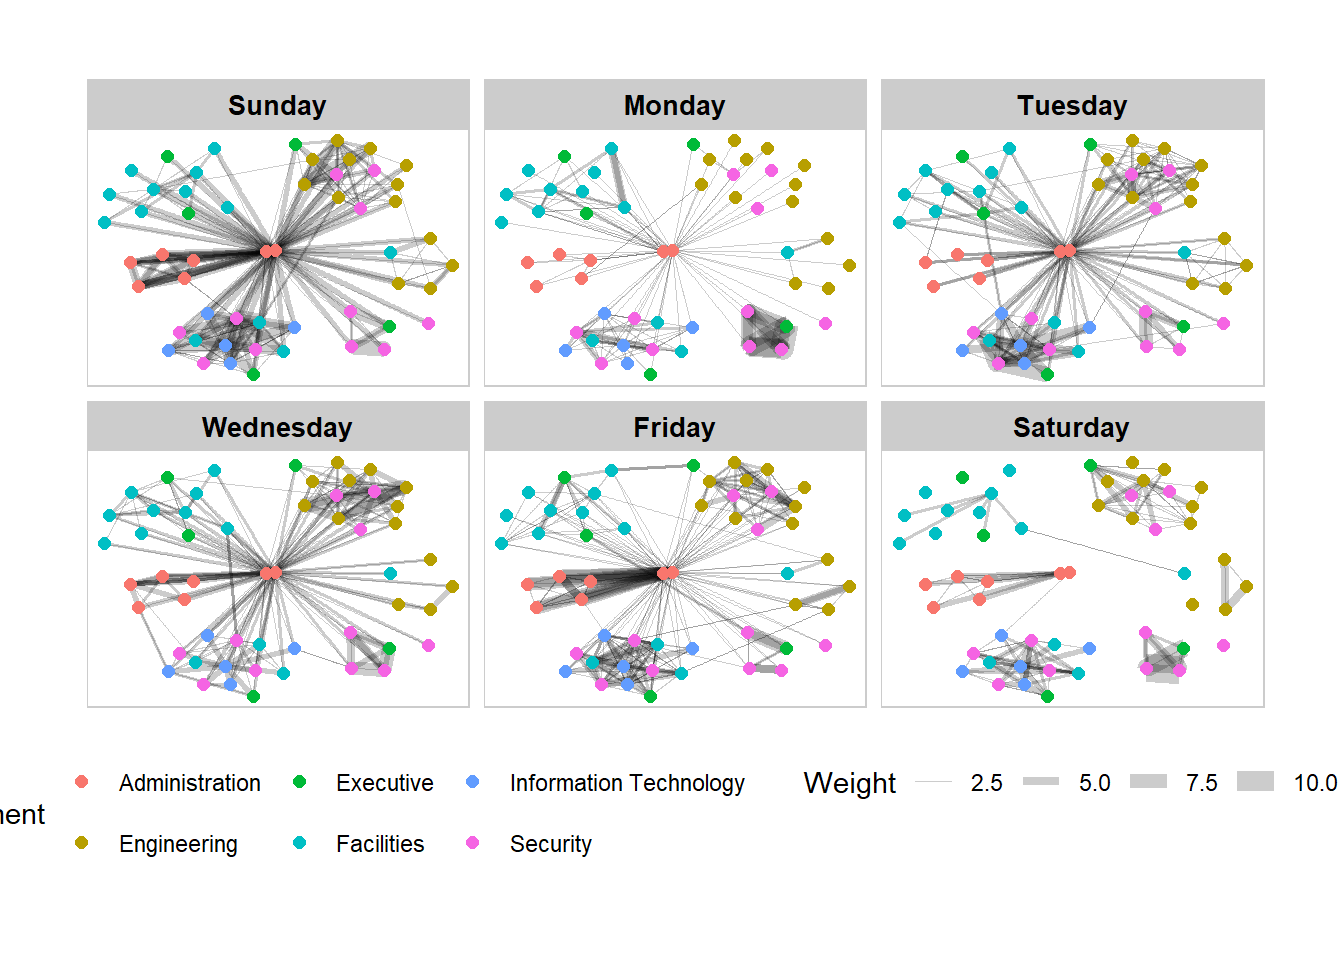 Sunday
Monday
Tuesday
Wednesday
Friday
Saturday
Administration
Executive
Information Technology
Weight
2.5
5.0
7.5
10.0
Engineering
Facilities
Security